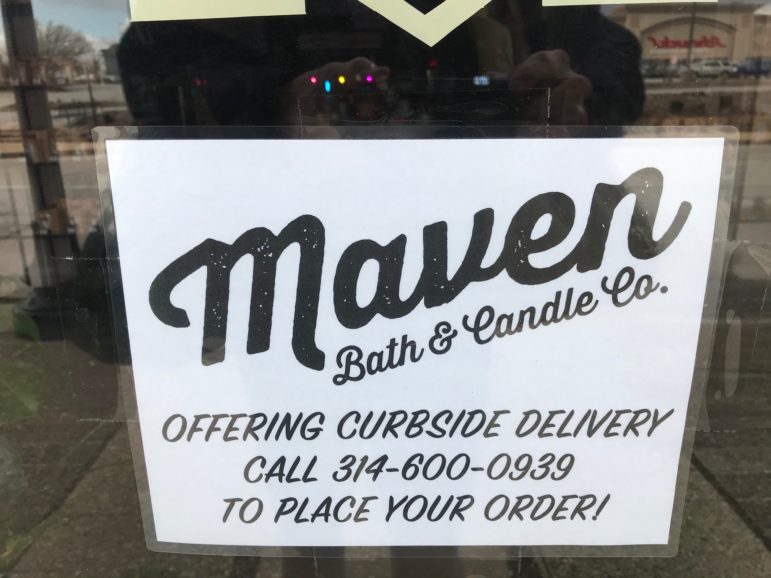 Maven
Bath & Candle Co.
OFFERING CURBSIDE DELIVERY
CALL 314-600-0939
TO PLACE YOUR ORDER!